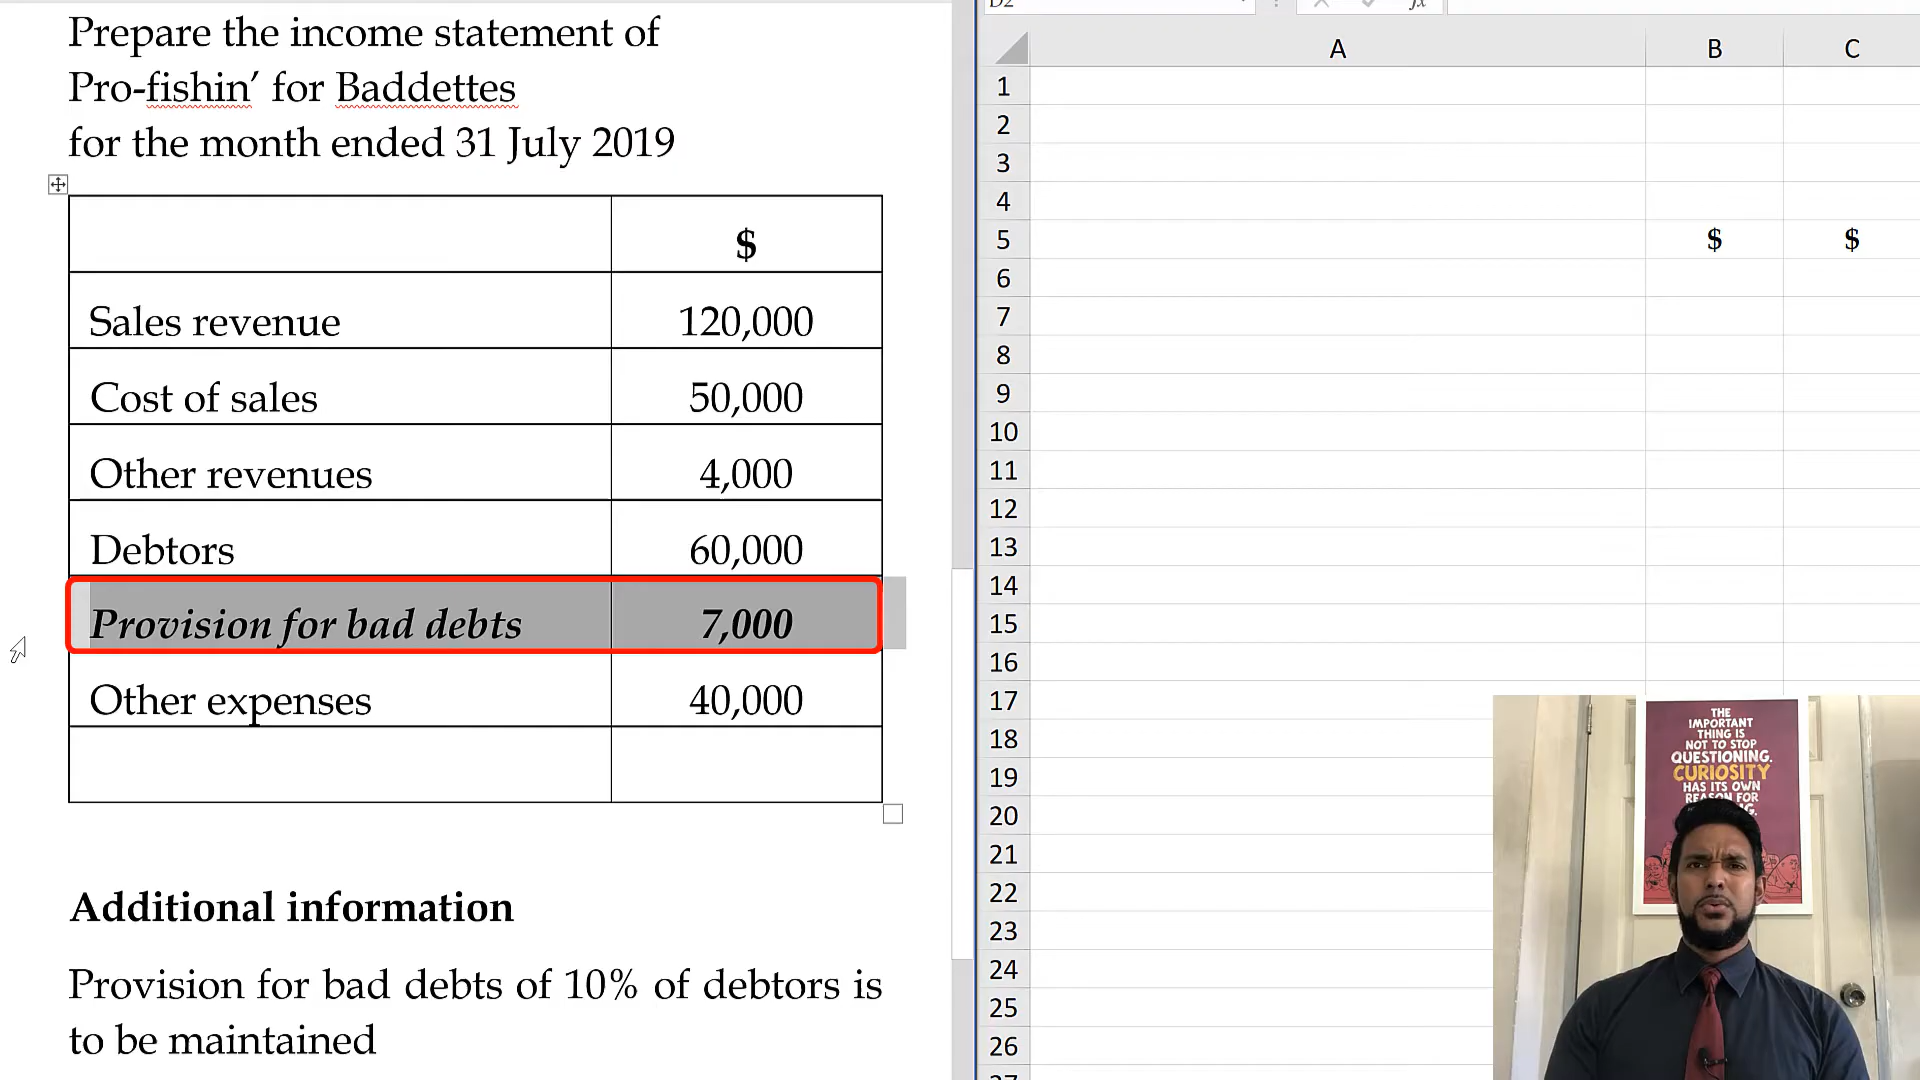 Prepare the income statement of
Pro-fishin’ for Baddettes
for the month ended 31 July 2019
$
Sales revenue 120,000
Cost of sales 50,000
Other revenues 4,000
Debtors 60,000
Provision for bad debts 7,000
Other expenses 40,000
Additional information
Provision for bad debts of 10% of debtors is
to be maintained
A B C
1
2
3
4
5 $ $
6
7
8
9
10
11
12
13
14
15
16
17
18
19
20
21
22
23
24
25
26
THE
IMPORTANT
THING IS
NOT TO STOP
QUESTIONING.
CURIOSITY
HAS ITS OWN
REASON FOR